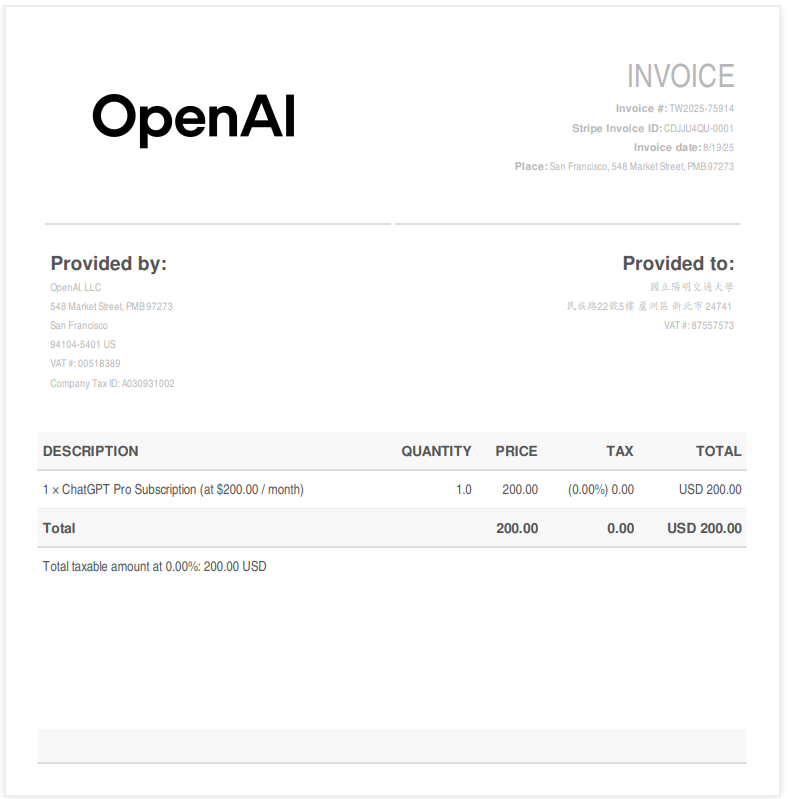 OpenAI
INVOICE
Invoice #: TW2025-75914
Stripe Invoice ID: CDJJU4QU-0001
Invoice date: 8/19/25
Place: San Francisco, 548 Market Street, PMB 97273
Provided by:
OpenAI, LLC
548 Market Street, PMB 97273
San Francisco
94104-5401 US
VAT #: 00518389
Company Tax ID: A030931002
Provided to:
國立陽明交通大學
民族路22號5樓 蘆洲區 新北市 24741
VAT #: 87557573
DESCRIPTION QUANTITY PRICE TAX TOTAL
1 x ChatGPT Pro Subscription (at $200.00 / month) 1.0 200.00 (0.00%) 0.00 USD 200.00
Total 200.00 0.00 USD 200.00
Total taxable amount at 0.00%: 200.00 USD